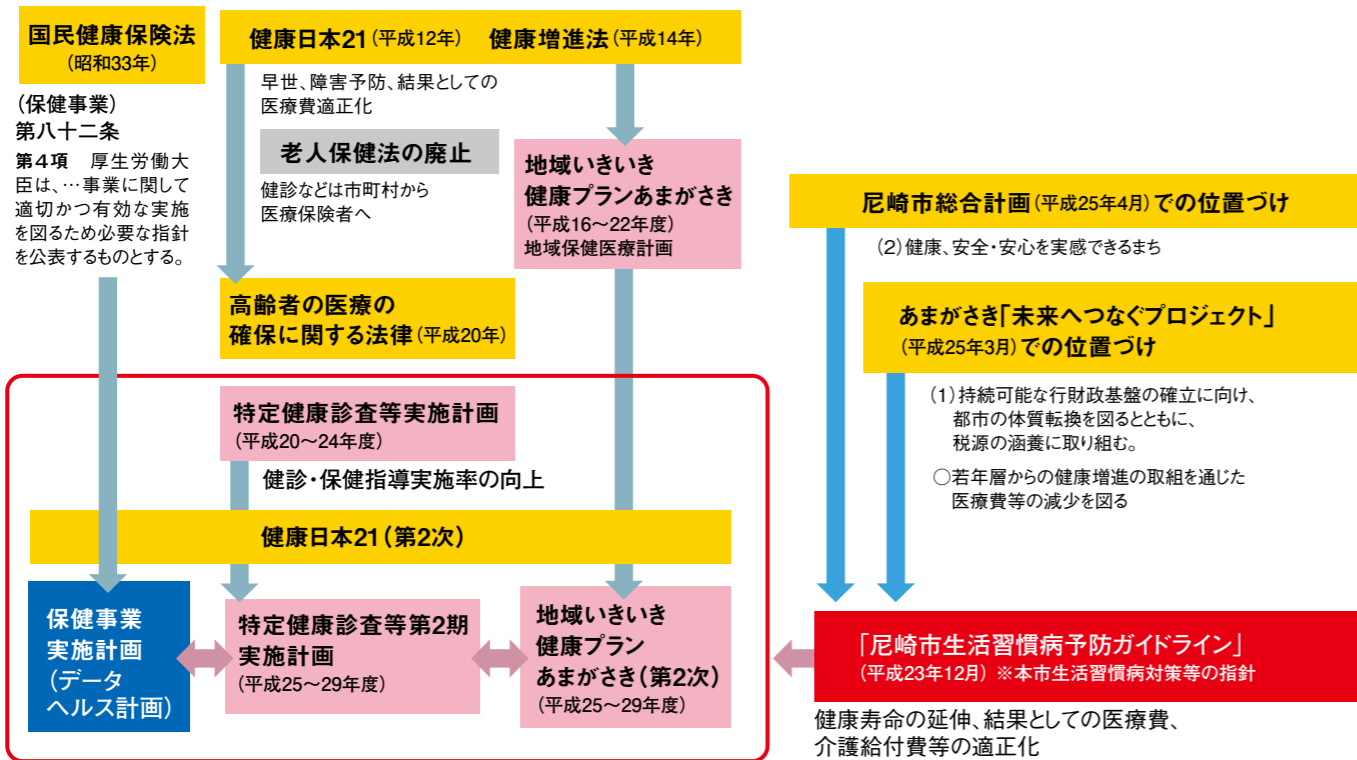 国民健康保険法
(昭和33年)
(保健事業)
第八十二条
第4項　厚生労働大
臣は、…事業に関して
適切かつ有効な実施
を図るため必要な指針
を公表するものとする。
健康日本21(平成12年)　健康増進法(平成14年)
早世、障害予防、結果としての
医療費適正化
老人保健法の廃止
健診などは市町村から
医療保険者へ
高齢者の医療の
確保に関する法律(平成20年)
地域いきいき
健康プランあまがさき
(平成16～22年度)
地域保健医療計画
尼崎市総合計画(平成25年4月)での位置づけ
(2)健康、安全・安心を実感できるまち
あまがさき「未来へつなぐプロジェクト」
(平成25年3月)での位置づけ
(1)持続可能な行財政基盤の確立に向け、
都市の体質転換を図るとともに、
税源の涵養に取り組む。
○若年層からの健康増進の取組を通じた
医療費等の減少を図る
特定健康診査等実施計画
(平成20～24年度)
健診・保健指導実施率の向上
健康日本21(第2次)
保健事業
実施計画
(データ
ヘルス計画)
特定健康診査等第2期
実施計画
(平成25～29年度)
地域いきいき
健康プラン
あまがさき(第2次)
(平成25～29年度)
「尼崎市生活習慣病予防ガイドライン」
(平成23年12月) ※本市生活習慣病対策等の指針
健康寿命の延伸、結果としての医療費、
介護給付費等の適正化